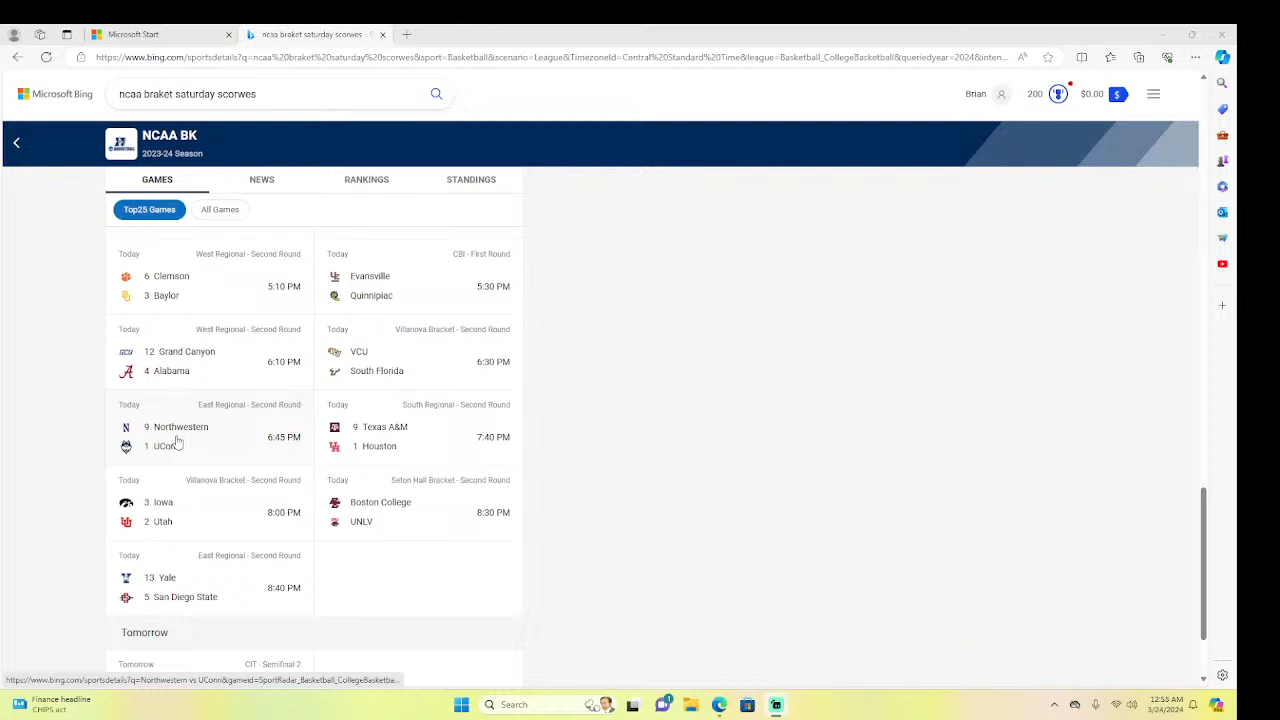 Microsoft Start
ncaa braket saturday scorwes - 
https://www.bing.com/sportsdetails?q=ncaa%20braket%20saturday%20scorwes&sport=Basketball&scenario=League&TimezoneId=Central%20Standard%20Time&league=Basketball_CollegeBasketball&queriedyear=2024&inten...
Microsoft Bing
ncaa braket saturday scorwes
Brian
200
$0.00
NCAA BK
2023-24 Season
GAMES
NEWS
RANKINGS
STANDINGS
Top25 Games
All Games
Today
West Regional - Second Round
6 Clemson
3 Baylor
5:10 PM
Today
CBI - First Round
Evansville
Quinnipiac
5:30 PM
Today
West Regional - Second Round
12 Grand Canyon
4 Alabama
6:10 PM
Today
Villanova Bracket - Second Round
VCU
South Florida
6:30 PM
Today
East Regional - Second Round
9 Northwestern
1 UConn
6:45 PM
Today
South Regional - Second Round
9 Texas A&M
1 Houston
7:40 PM
Today
Villanova Bracket - Second Round
3 Iowa
2 Utah
8:00 PM
Today
Seton Hall Bracket - Second Round
Boston College
UNLV
8:30 PM
Today
East Regional - Second Round
13 Yale
5 San Diego State
8:40 PM
Tomorrow
Tomorrow
CIT - Semifinal 2
https://www.bing.com/sportsdetails?q=Northwestern vs UConn&gameid=SportRadar_Basketball_CollegeBasketba...
Finance headline
CHIPS act
Search
12:55 AM
3/24/2024